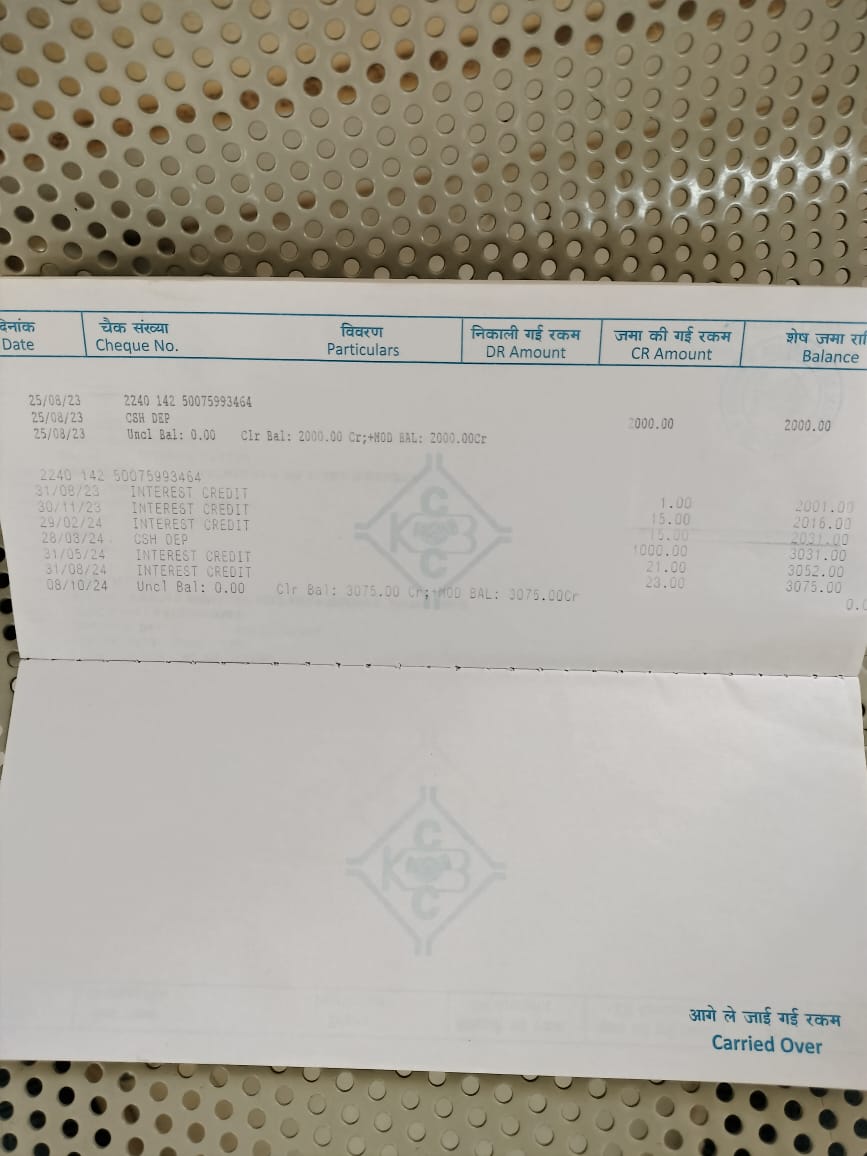 दिनांक चैक संख्या विवरण निकाली गई रकम जमा की गई रकम शेष जमा
Date Cheque No. Particulars DR Amount CR Amount Balance
25/08/23 2240 142 50075993464
25/08/23 CSH DEP 2000.00 2000.00
25/08/23 Uncl Bal: 0.00 Clr Bal: 2000.00 Cr;+MOD BAL: 2000.00Cr
2240 142 50075993464
31/08/23 INTEREST CREDIT 1.00 2001.00
30/11/23 INTEREST CREDIT 15.00 2016.00
29/02/24 INTEREST CREDIT 15.00 2031.00
28/03/24 CSH DEP 1000.00 3031.00
31/05/24 INTEREST CREDIT 21.00 3052.00
31/08/24 INTEREST CREDIT 23.00 3075.00
08/10/24 Uncl Bal: 0.00 Clr Bal: 3075.00 Cr;+MOD BAL: 3075.00Cr
C
K B
C
C
K B
C
आगे ले जाई गई रकम
Carried Over